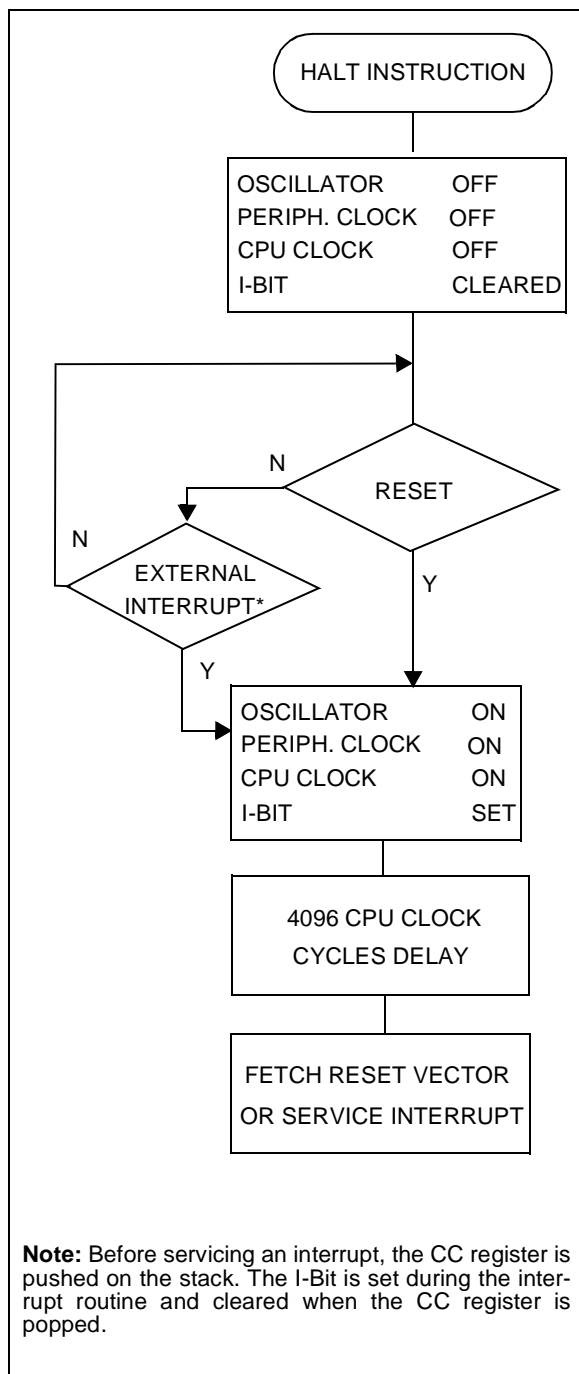 HALT INSTRUCTION
OSCILLATOR OFF
PERIPH. CLOCK OFF
CPU CLOCK OFF
I-BIT CLEARED
N
RESET
N
EXTERNAL
INTERRUPT*
Y
Y
OSCILLATOR ON
PERIPH. CLOCK ON
CPU CLOCK ON
I-BIT SET
4096 CPU CLOCK
CYCLES DELAY
FETCH RESET VECTOR
OR SERVICE INTERRUPT
Note: Before servicing an interrupt, the CC register is
pushed on the stack. The I-Bit is set during the inter-
rupt routine and cleared when the CC register is
popped.